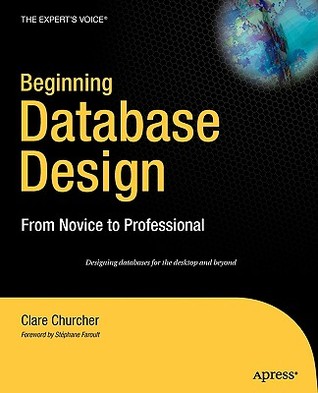 THE EXPERT'S VOICE®
Beginning
Database
Design
From Novice to Professional
Designing databases for the desktop and beyond
Clare Churcher
Foreword by Stéphane Faroult
Apress®